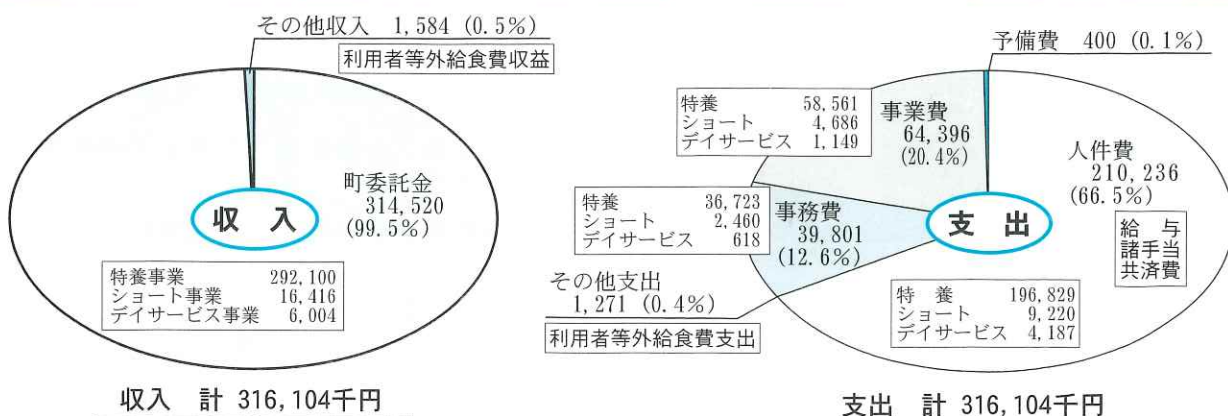 その他収入 1,584 (0.5%)
利用者等外給食費収益
町委託金
314,520
(99.5%)
収 入
特養事業 292,100
ショート事業 16,416
デイサービス事業 6,004
収入 計 316,104千円
予備費 400 (0.1%)
特養 58,561
ショート 4,686
デイサービス 1,149
事業費
64,396
(20.4%)
人件費
210,236
(66.5%)
給 与
諸手当
共済費
特養 36,723
ショート 2,460
デイサービス 618
事務費
39,801
(12.6%)
支 出
その他支出
1,271 (0.4%)
利用者等外給食費支出
特 養 196,829
ショート 9,220
デイサービス 4,187
支出 計 316,104千円